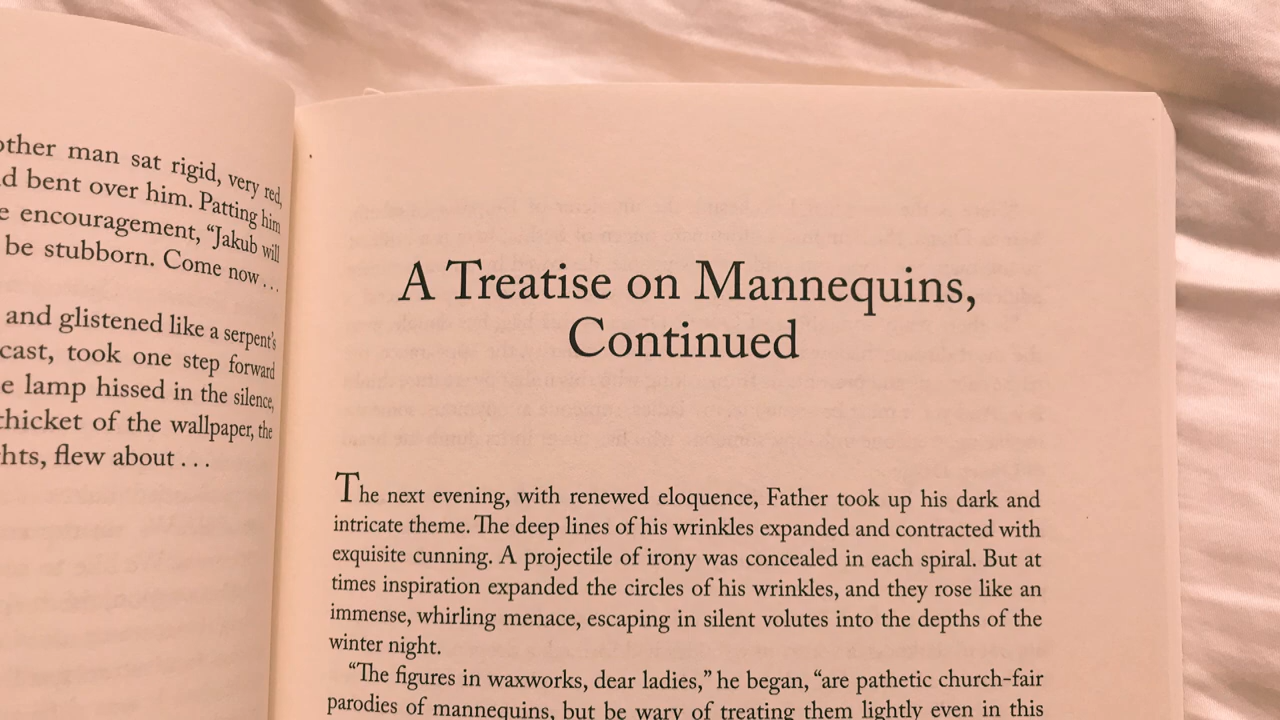 other man sat rigid, very red,
d bent over him. Patting him
e encouragement, “Jakub will
be stubborn. Come now . . .
and glistened like a serpent's
cast, took one step forward
e lamp hissed in the silence,
thicket of the wallpaper, the
hts, flew about . . .
A Treatise on Mannequins,
Continued
The next evening, with renewed eloquence, Father took up his dark and
intricate theme. The deep lines of his wrinkles expanded and contracted with
exquisite cunning. A projectile of irony was concealed in each spiral. But at
times inspiration expanded the circles of his wrinkles, and they rose like an
immense, whirling menace, escaping in silent volutes into the depths of the
winter night.
“The figures in waxworks, dear ladies,” he began, “are pathetic church-fair
parodies of mannequins, but be wary of treating them lightly even in this